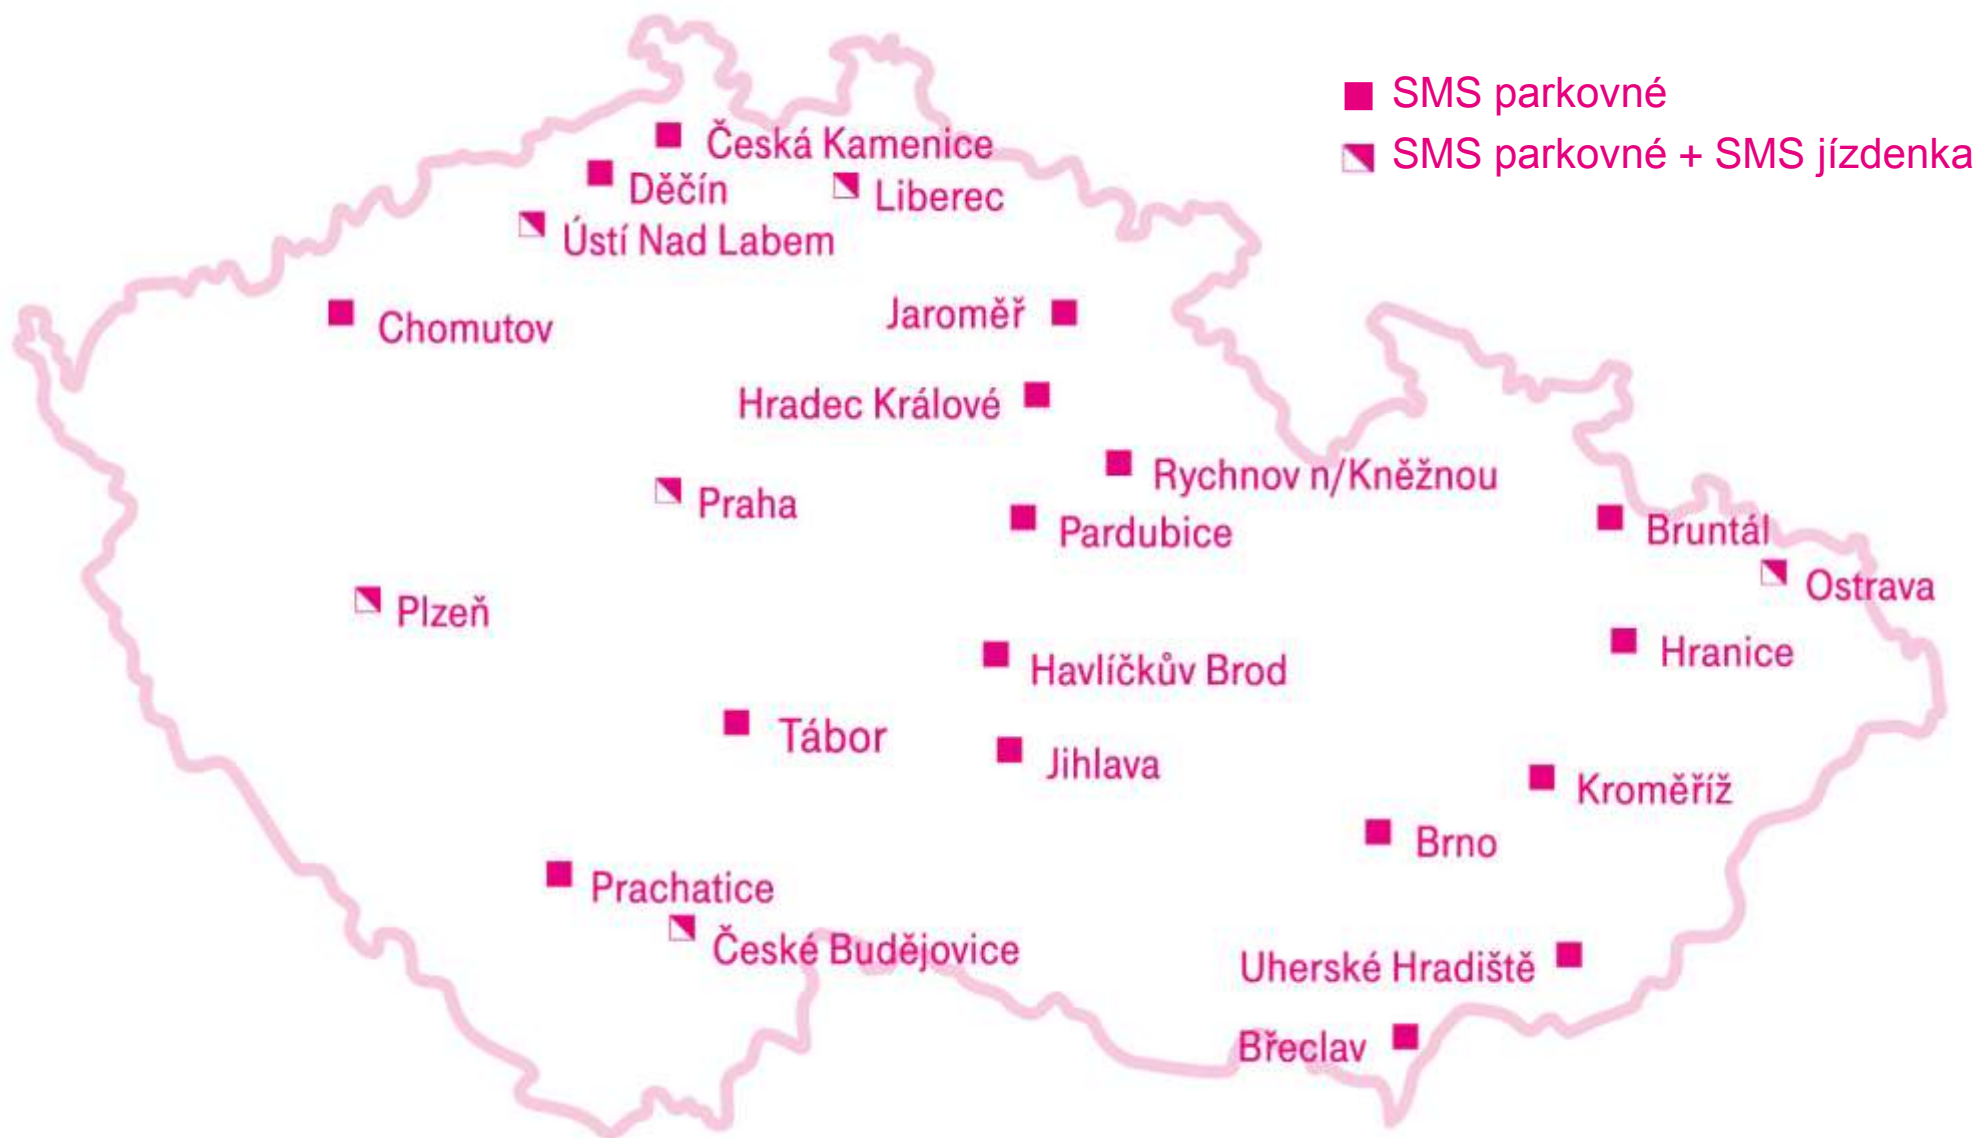 SMS parkovné
SMS parkovné + SMS jízdenka
Česká Kamenice
Děčín
Liberec
Ústí Nad Labem
Chomutov
Jaroměř
Hradec Králové
Rychnov n/Kněžnou
Praha
Pardubice
Bruntál
Ostrava
Plzeň
Hranice
Havlíčkův Brod
Tábor
Jihlava
Kroměříž
Brno
Prachatice
České Budějovice
Uherské Hradiště
Břeclav